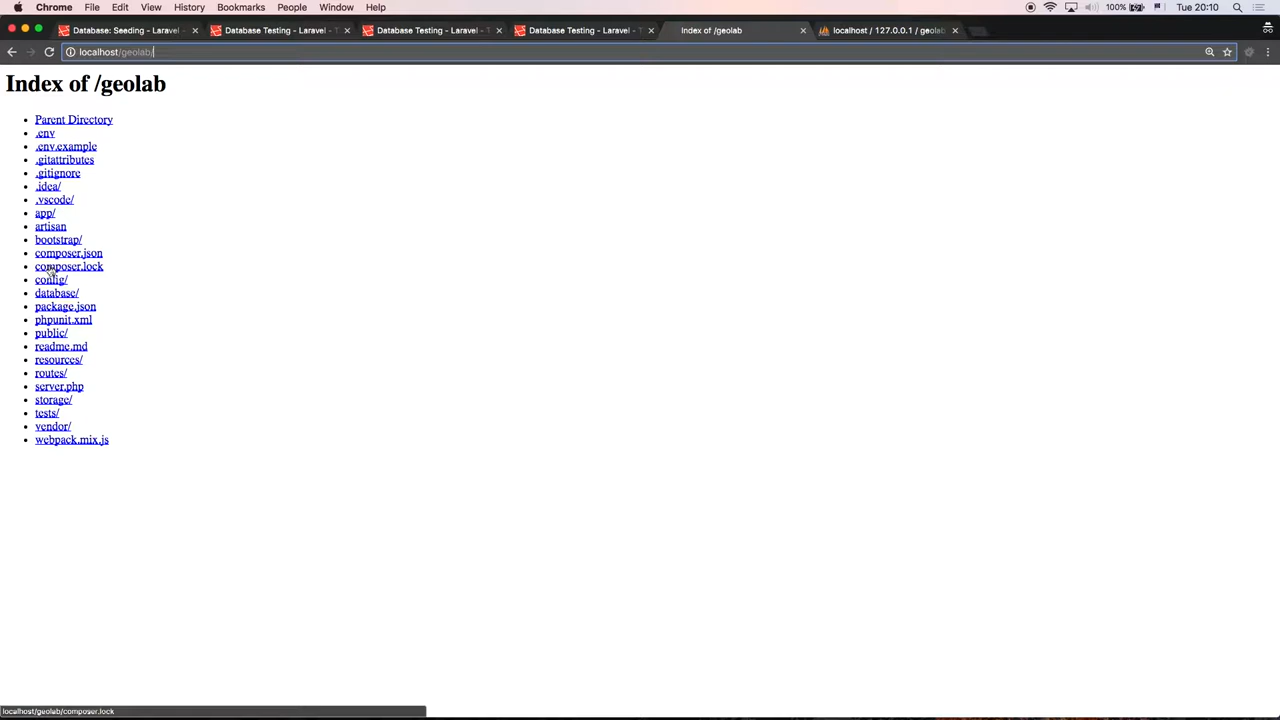 Chrome File Edit View History Bookmarks People Window Help 100% Tue 20:10
Database: Seeding - Laravel - Database Testing - Laravel - T Database Testing - Laravel - T Database Testing - Laravel - T Index of /geolab localhost / 127.0.0.1 / geolab
localhost/geolab/
Index of /geolab
Parent Directory
.env
.env.example
.gitattributes
.gitignore
.idea/
.vscode/
app/
artisan
bootstrap/
composer.json
composer.lock
config/
database/
package.json
phpunit.xml
public/
readme.md
resources/
routes/
server.php
storage/
tests/
vendor/
webpack.mix.js
localhost/geolab/composer.lock